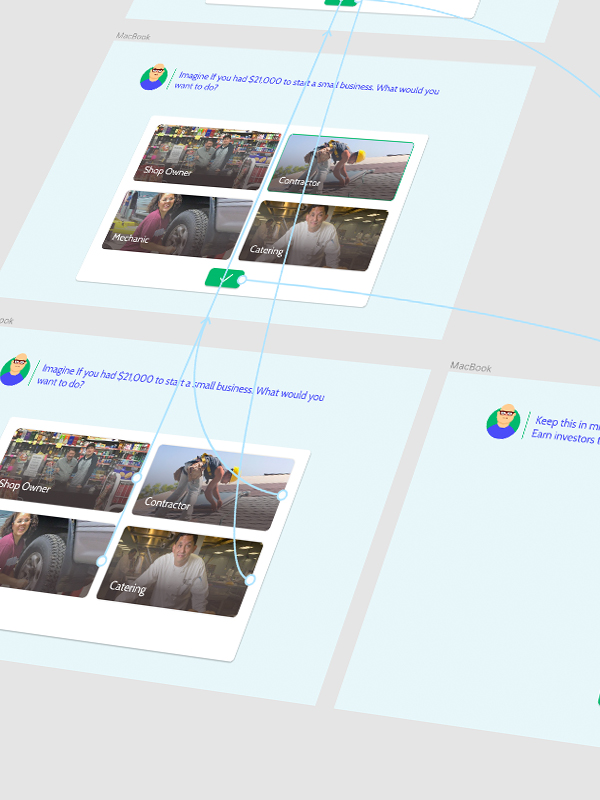 MacBook
Imagine If you had $21,000 to start a small business. What would you
want to do?
Shop Owner
Contractor
Mechanic
Catering
Imagine If you had $21,000 to start a small business. What would you
want to do?
Shop Owner
Contractor
Catering
MacBook
Keep this in
Earn investors